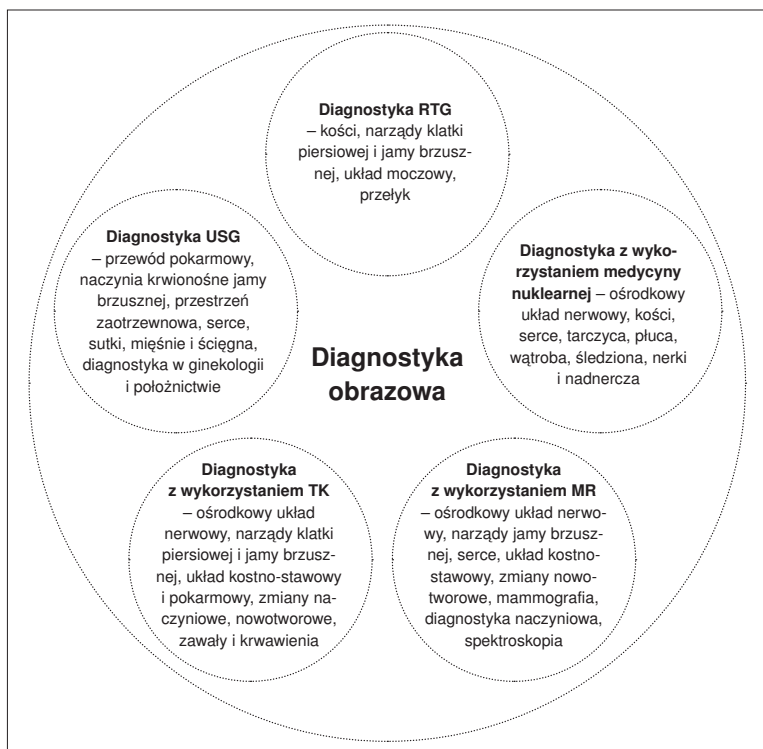 Diagnostyka RTG
– kości, narządy klatki
piersiowej i jamy brzusz-
nej, układ moczowy,
przełyk
Diagnostyka USG
– przewód pokarmowy,
naczynia krwionośne jamy
brzusznej, przestrzeń
zaotrzewnowa, serce,
sutki, mięśnie i ścięgna,
diagnostyka w ginekologii
i położnictwie
Diagnostyka z wyko-
rzystaniem medycyny
nuklearnej – ośrodkowy
układ nerwowy, kości,
serce, tarczyca, płuca,
wątroba, śledziona, nerki
i nadnercza
Diagnostyka
obrazowa
Diagnostyka
z wykorzystaniem TK
– ośrodkowy układ
nerwowy, narządy klatki
piersiowej i jamy brzusz-
nej, układ kostno-stawowy
i pokarmowy, zmiany na-
czyniowe, nowotworowe,
zawały i krwawienia
Diagnostyka
z wykorzystaniem MR
– ośrodkowy układ nerwo-
wy, narządy jamy brzusz-
nej, serce, układ kostno-
stawowy, zmiany nowo-
tworowe, mammografia,
diagnostyka naczyniowa,
spektroskopia